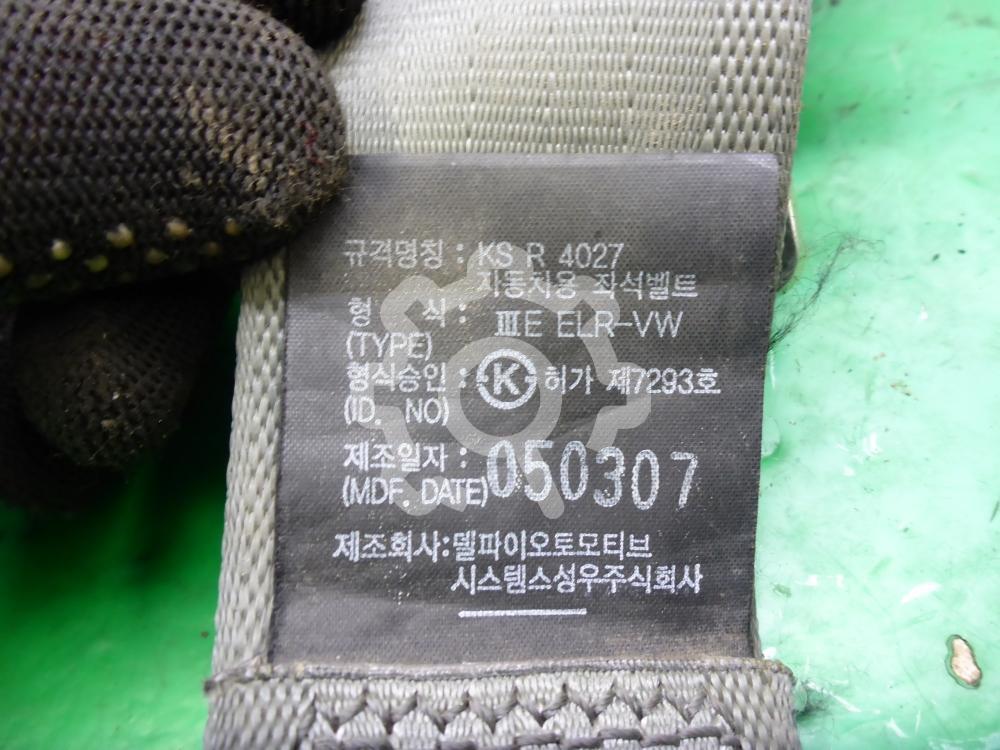 규격명칭 : KS R 4027
자동차용 좌석벨트
형 식 : ⅢE ELR-VW
(TYPE)
형식승인 : Ⓚ 허가 제7293호
(ID. NO)
제조일자 : 050307
(MDF. DATE)
제조회사:델파이오토모티브
시스템스성우주식회사